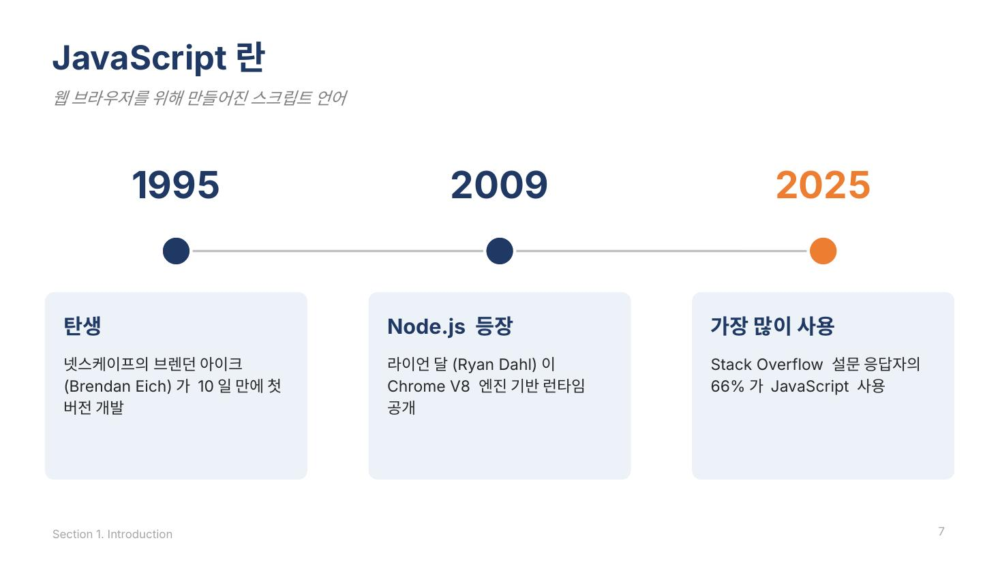 JavaScript 란
웹 브라우저를 위해 만들어진 스크립트 언어
1995
2009
2025
탄생
넷스케이프의 브렌던 아이크
(Brendan Eich) 가 10 일 만에 첫
버전 개발
Node.js 등장
라이언 달 (Ryan Dahl) 이
Chrome V8 엔진 기반 런타임
공개
가장 많이 사용
Stack Overflow 설문 응답자의
66% 가 JavaScript 사용
Section 1. Introduction
7